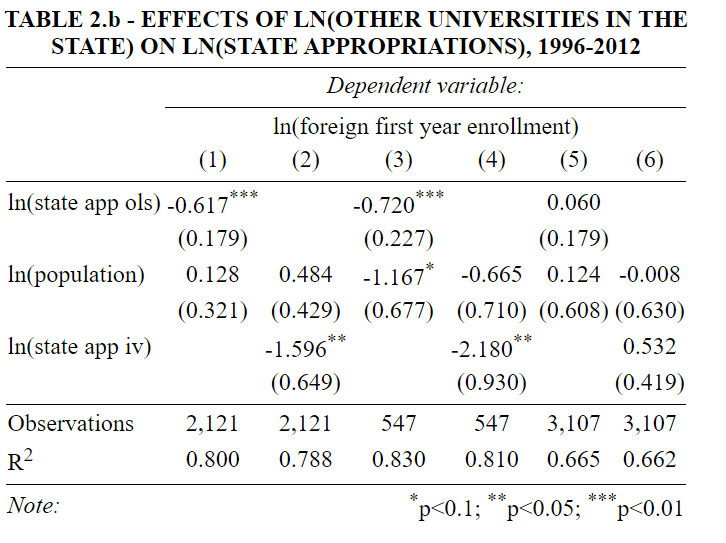 TABLE 2.b - EFFECTS OF LN(OTHER UNIVERSITIES IN THE
STATE) ON LN(STATE APPROPRIATIONS), 1996-2012
Dependent variable:
ln(foreign first year enrollment)
(1) (2) (3) (4) (5) (6)
ln(state app ols) -0.617*** -0.720*** 0.060
(0.179) (0.227) (0.179)
ln(population) 0.128 0.484 -1.167* -0.665 0.124 -0.008
(0.321) (0.429) (0.677) (0.710) (0.608) (0.630)
ln(state app iv) -1.596** -2.180** 0.532
(0.649) (0.930) (0.419)
Observations 2,121 2,121 547 547 3,107 3,107
R2 0.800 0.788 0.830 0.810 0.665 0.662
Note: *p<0.1; **p<0.05; ***p<0.01